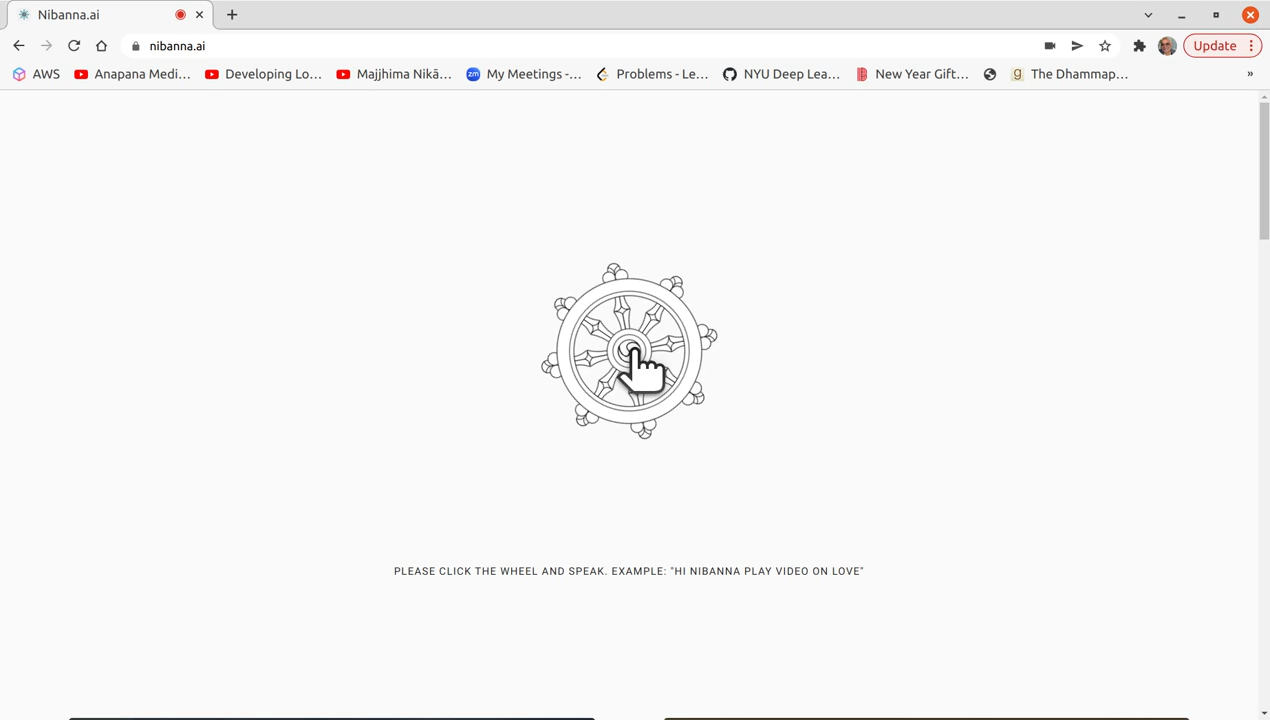 Nibanna.ai
nibanna.ai
Update
AWS Anapana Medi... Developing Lo... Majjhima Nikā... zm My Meetings -... Problems - Le... NYU Deep Lea... New Year Gift... g The Dhammap... »
PLEASE CLICK THE WHEEL AND SPEAK. EXAMPLE: "HI NIBANNA PLAY VIDEO ON LOVE"